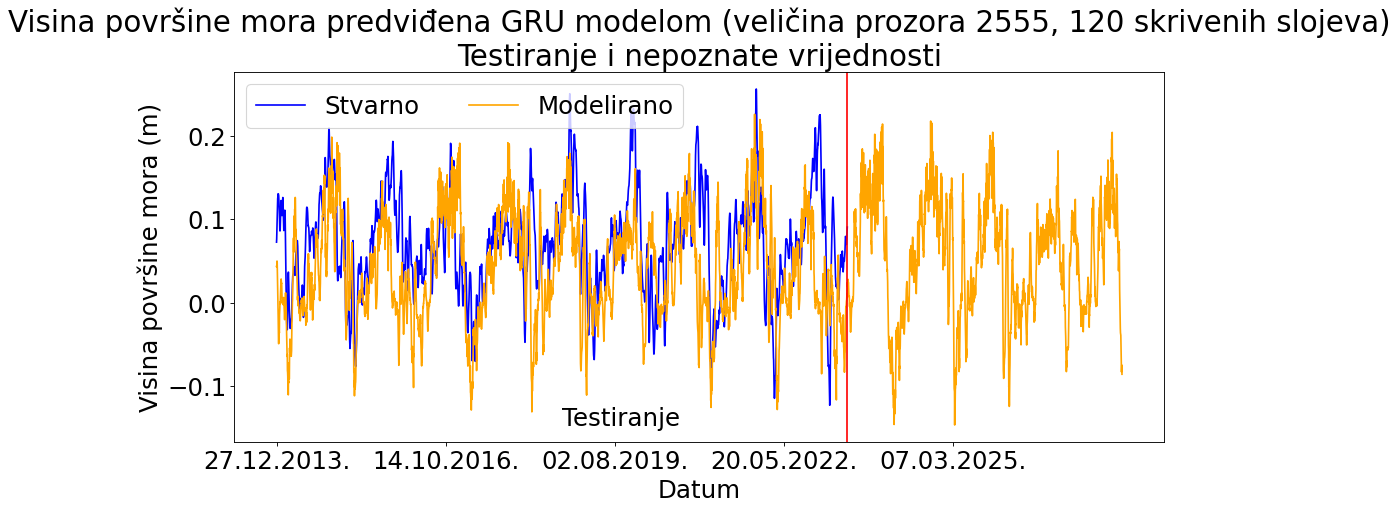 Visina površine mora predviđena GRU modelom (veličina prozora 2555, 120 skrivenih slojeva)
Testiranje i nepoznate vrijednosti
Stvarno
Modelirano
Visina površine mora (m)
0.2
0.1
0.0
−0.1
Testiranje
27.12.2013.
14.10.2016.
02.08.2019.
20.05.2022.
07.03.2025.
Datum